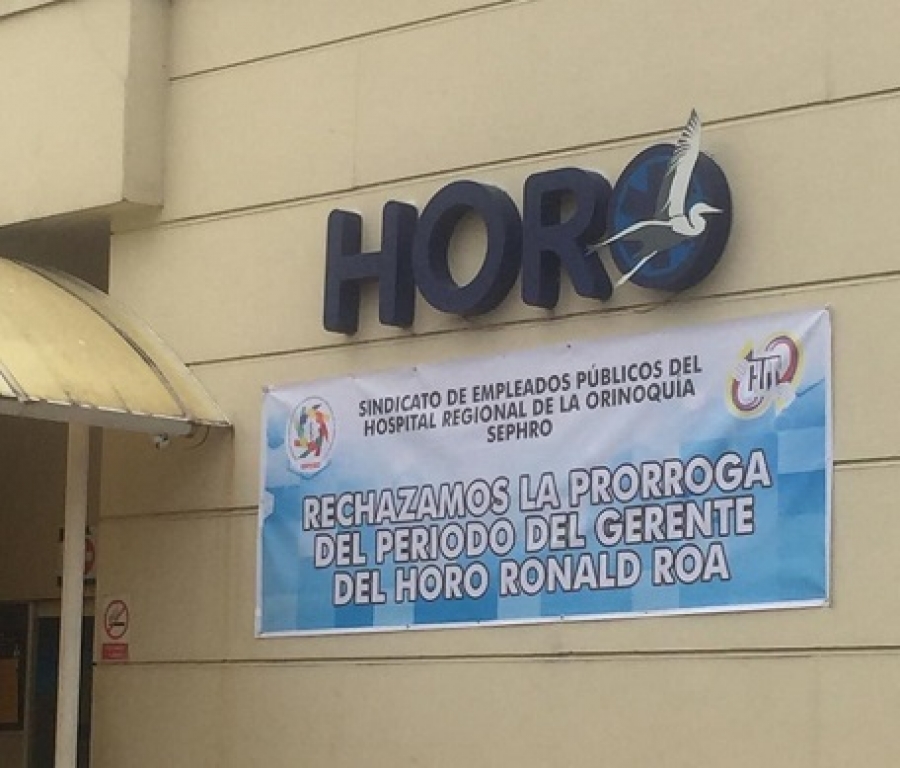 HORO
SINDICATO DE EMPLEADOS PÚBLICOS DEL
HOSPITAL REGIONAL DE LA ORINOQUÍA
SEPHRO
RECHAZAMOS LA PRORROGA
DEL PERIODO DEL GERENTE
DEL HORO RONALD ROA